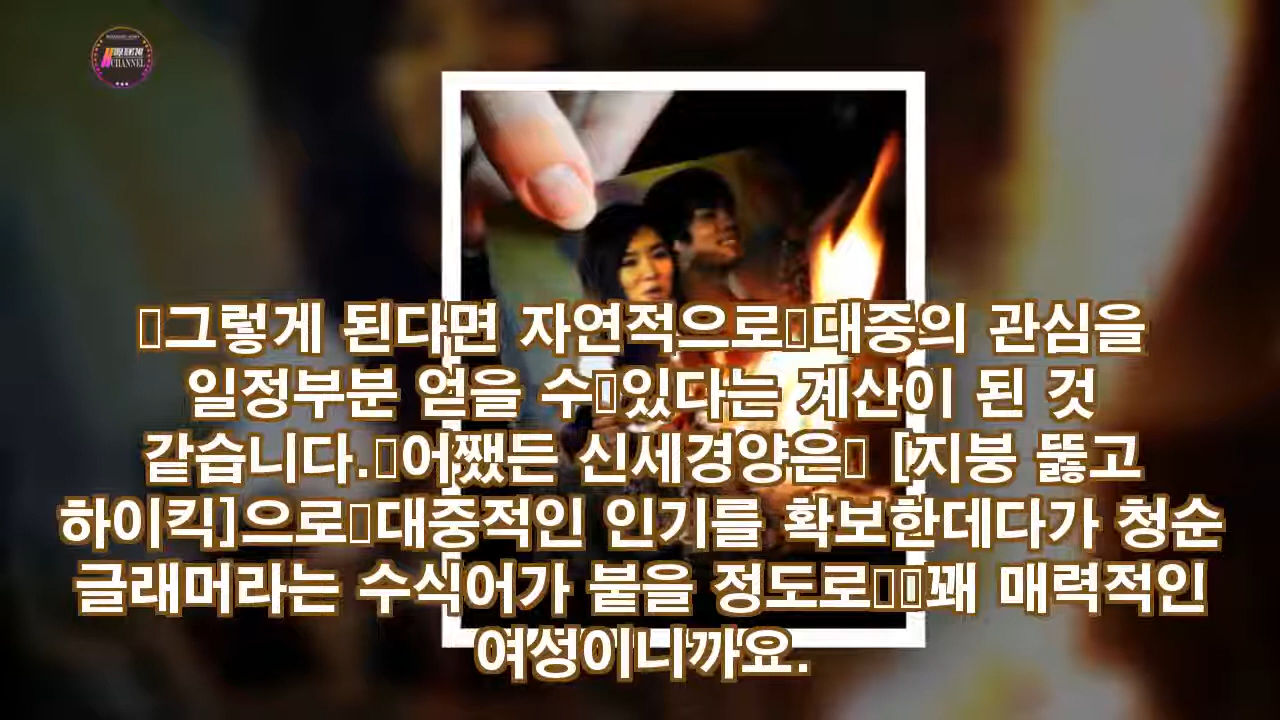 CHANNEL
그렇게 된다면 자연적으로 대중의 관심을
일정부분 얻을 수 있다는 계산이 된 것
같습니다. 어쨌든 신세경양은 [지붕 뚫고
하이킥]으로 대중적인 인기를 확보한데다가 청순
글래머라는 수식어가 붙을 정도로 꽤 매력적인
여성이니까요.